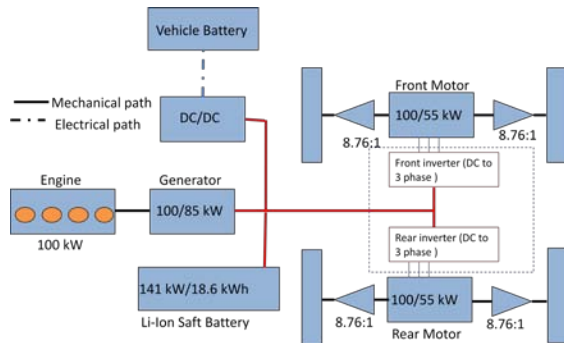 Vehicle Battery
Mechanical path
Electrical path
DC/DC
Front Motor
100/55 kW
8.76:1
8.76:1
Front inverter (DC to
3 phase )
Engine
100 kW
Generator
100/85 kW
Rear inverter (DC to
3 phase )
141 kW/18.6 kWh
Li-Ion Saft Battery
100/55 kW
8.76:1
8.76:1
Rear Motor